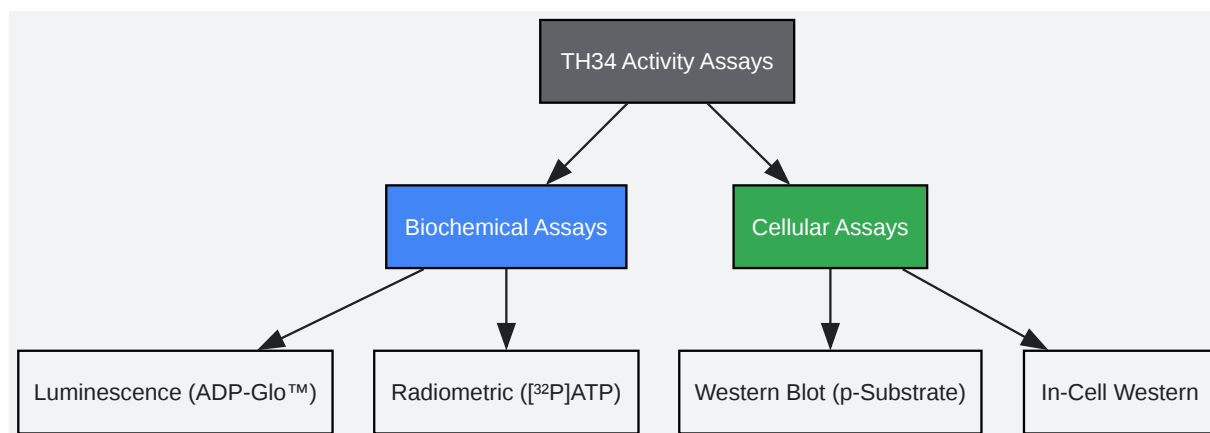 TH34 Activity Assays
Biochemical Assays
Cellular Assays
Luminescence (ADP-Glo™)
Radiometric ([³²P]ATP)
Western Blot (p-Substrate)
In-Cell Western